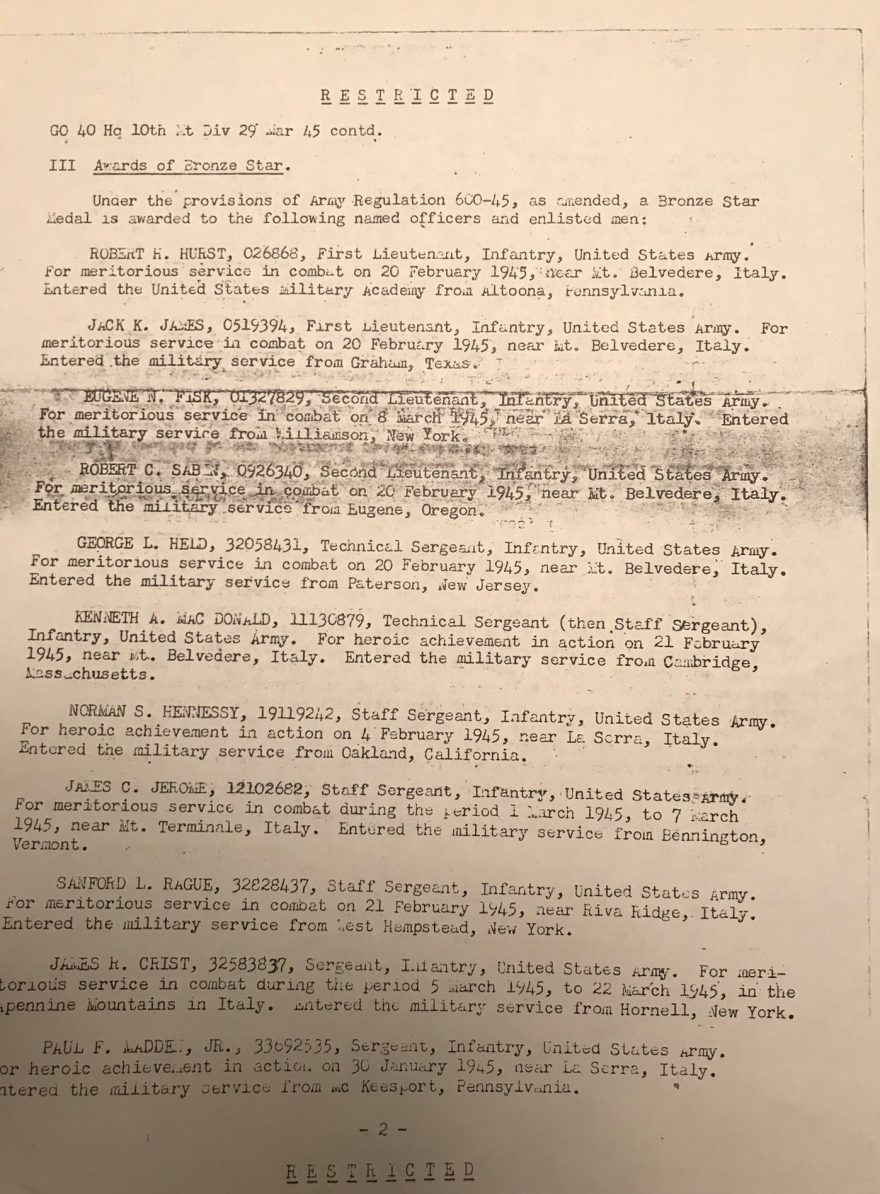 R E S T R I C T E D
GO 40 Hq 10th Mt Div 29 Mar 45 contd.
III Awards of Bronze Star.
Under the provisions of Army Regulation 600-45, as amended, a Bronze Star
Medal is awarded to the following named officers and enlisted men:
ROBERT H. HURST, 026868, First Lieutenant, Infantry, United States Army.
For meritorious service in combat on 20 February 1945, near Mt. Belvedere, Italy.
Entered the United States Military Academy from Altoona, Pennsylvania.
JACK K. JAMES, 0519394, First Lieutenant, Infantry, United States Army. For
meritorious service in combat on 20 February 1945, near Mt. Belvedere, Italy.
Entered the military service from Graham, Texas.
EUGENE N. FISK, 01327829, Second Lieutenant, Infantry, United States Army.
For meritorious service in combat on 8 March 1945, near La Serra, Italy. Entered
the military service from Williamson, New York.
ROBERT C. SABIN, 0926340, Second Lieutenant, Infantry, United States Army.
For meritorious service in combat on 20 February 1945, near Mt. Belvedere, Italy.
Entered the military service from Eugene, Oregon.
GEORGE L. HELD, 32058431, Technical Sergeant, Infantry, United States Army.
For meritorious service in combat on 20 February 1945, near Mt. Belvedere, Italy.
Entered the military service from Paterson, New Jersey.
KENNETH A. MAC DONALD, 11130879, Technical Sergeant (then Staff Sergeant),
Infantry, United States Army. For heroic achievement in action on 21 February
1945, near Mt. Belvedere, Italy. Entered the military service from Cambridge,
Massachusetts.
NORMAN S. HENNESSY, 19119242, Staff Sergeant, Infantry, United States Army.
For heroic achievement in action on 4 February 1945, near La Serra, Italy.
Entered the military service from Oakland, California.
JAMES C. JEROME, 12102682, Staff Sergeant, Infantry, United States Army.
For meritorious service in combat during the period 1 March 1945, to 7 March
1945, near Mt. Terminale, Italy. Entered the military service from Bennington,
Vermont.
SANFORD L. RAGUE, 32828437, Staff Sergeant, Infantry, United States Army.
For meritorious service in combat on 21 February 1945, near Riva Ridge, Italy.
Entered the military service from West Hempstead, New York.
JAMES R. CRIST, 32583837, Sergeant, Infantry, United States Army. For meri-
torious service in combat during the period 5 March 1945, to 22 March 1945, in the
Apennine Mountains in Italy. Entered the military service from Hornell, New York.
PAUL F. MADDEN, JR., 33692535, Sergeant, Infantry, United States Army.
or heroic achievement in action on 30 January 1945, near La Serra, Italy.
ntered the military service from Mc Keesport, Pennsylvania.
- 2 -
R E S T R I C T E D